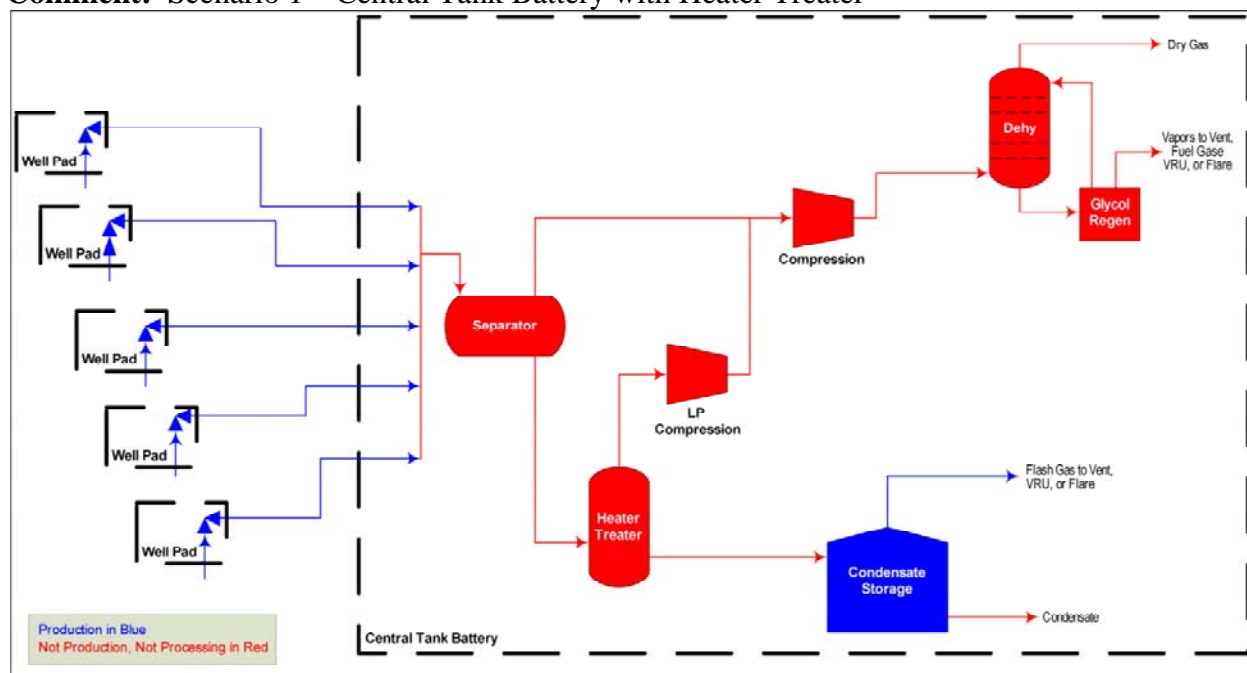 Comment: Scenario 1 – Central Tank Battery with Heater Treater
Dry Gas
Dehy
Vapors to Vent,
Fuel Gase
VRU, or Flare
Glycol
Regen
Well Pad
Well Pad
Compression
Separator
Well Pad
LP
Compression
Well Pad
Flash Gas to Vent,
VRU, or Flare
Heater
Treater
Well Pad
Condensate
Storage
Condensate
Production in Blue
Not Production, Not Processing in Red
Central Tank Battery